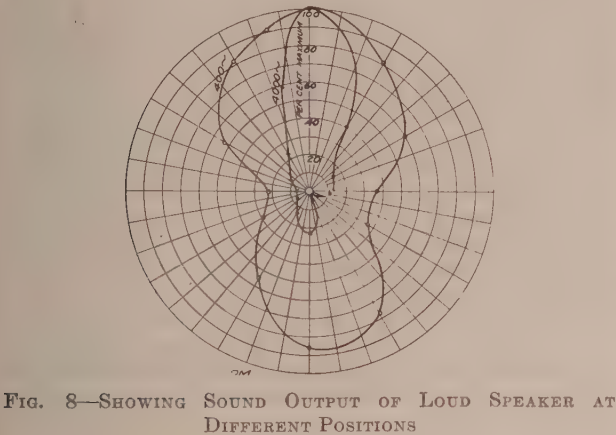 100
80
60
40
20
PER CENT MAXIMUM
400~
4000~
FIG. 8—SHOWING SOUND OUTPUT OF LOUD SPEAKER AT
DIFFERENT POSITIONS